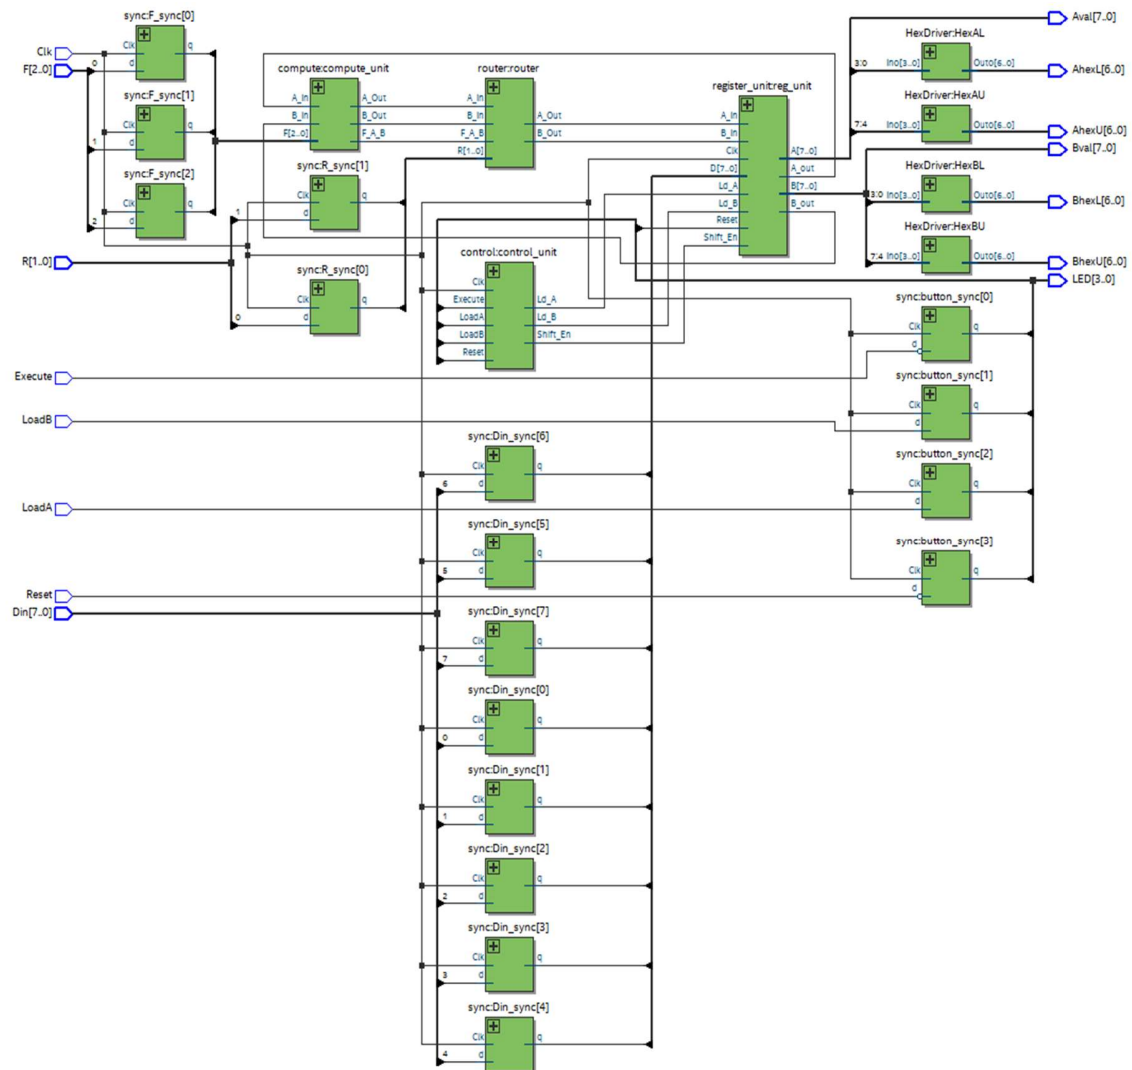 sync:F_sync[0]
Clk
F[2..0]
0
Clk
d
q
sync:F_sync[1]
1
Clk
d
q
sync:F_sync[2]
2
Clk
d
q
R[1..0]
compute:compute_unit
A_In
B_In
F[2..0]
A_Out
B_Out
F_A_B
sync:R_sync[1]
1
Clk
d
q
sync:R_sync[0]
0
Clk
d
q
router:router
A_In
B_In
F_A_B
R[1..0]
A_Out
B_Out
control:control_unit
Clk
Execute
LoadA
LoadB
Reset
Ld_A
Ld_B
Shift_En
register_unit:reg_unit
A_In
B_In
Clk
D[7..0]
Ld_A
Ld_B
Reset
Shift_En
A[7..0]
A_out
B[7..0]
B_out
Aval[7..0]
HexDriver:HexAL
3:0
Ino[3..0]
Outo[6..0]
AhexL[6..0]
HexDriver:HexAU
7:4
Ino[3..0]
Outo[6..0]
AhexU[6..0]
Bval[7..0]
HexDriver:HexBL
3:0
Ino[3..0]
Outo[6..0]
BhexL[6..0]
HexDriver:HexBU
7:4
Ino[3..0]
Outo[6..0]
BhexU[6..0]
LED[3..0]
sync:button_sync[0]
Clk
d
q
Execute
sync:button_sync[1]
Clk
d
q
LoadB
sync:button_sync[2]
Clk
d
q
LoadA
sync:button_sync[3]
Clk
d
q
Reset
Din[7..0]
sync:Din_sync[6]
6
Clk
d
q
sync:Din_sync[5]
5
Clk
d
q
sync:Din_sync[7]
7
Clk
d
q
sync:Din_sync[0]
0
Clk
d
q
sync:Din_sync[1]
1
Clk
d
q
sync:Din_sync[2]
2
Clk
d
q
sync:Din_sync[3]
3
Clk
d
q
sync:Din_sync[4]
4
Clk
d
q